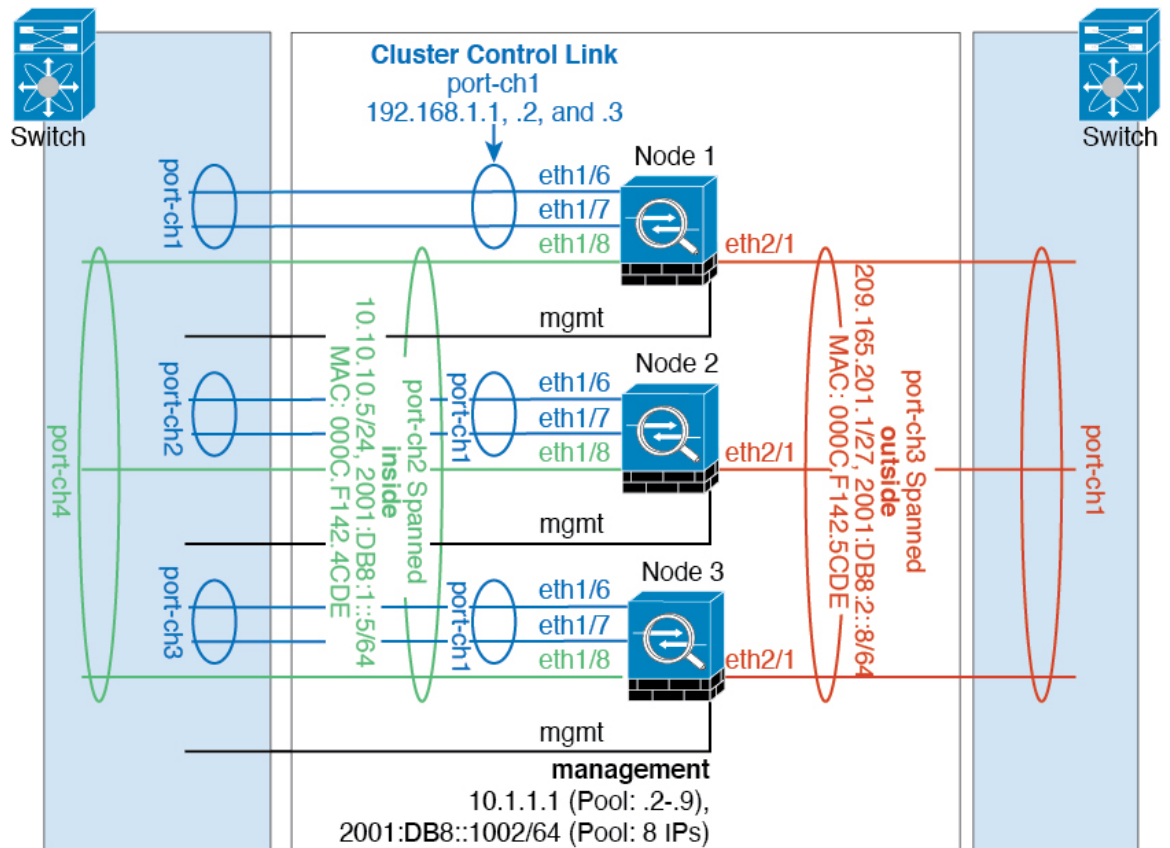 Cluster Control Link
port-ch1
192.168.1.1, .2, and .3
Switch
Switch
Node 1
port-ch1
eth1/6
eth1/7
eth1/8
eth2/1
mgmt
Node 2
port-ch2
port-ch1
eth1/6
eth1/7
eth1/8
eth2/1
mgmt
Node 3
port-ch3
port-ch1
eth1/6
eth1/7
eth1/8
eth2/1
mgmt
port-ch4
port-ch2 Spanned
inside
10.10.10.5/24, 2001:DB8:1::5/64
MAC: 000C.F142.4CDE
port-ch3 Spanned
outside
209.165.201.1/27, 2001:DB8:2::8/64
MAC: 000C.F142.5CDE
port-ch1
management
10.1.1.1 (Pool: .2-.9),
2001:DB8::1002/64 (Pool: 8 IPs)